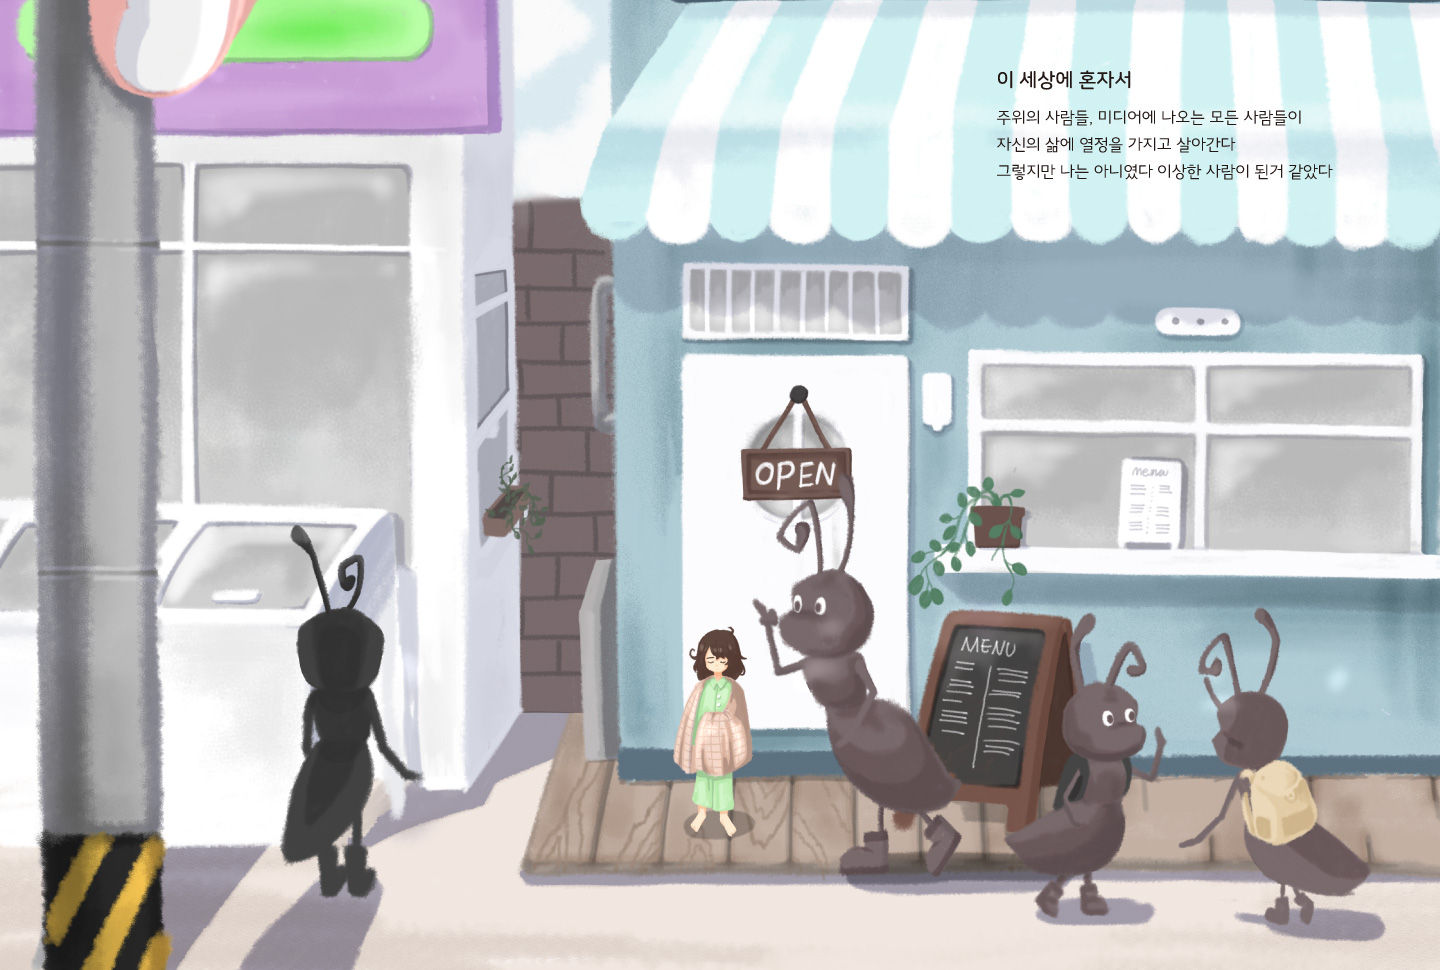 이 세상에 혼자서
주위의 사람들, 미디어에 나오는 모든 사람들이
자신의 삶에 열정을 가지고 살아간다
그렇지만 나는 아니였다 이상한 사람이 된거 같았다
OPEN
menu
MENU